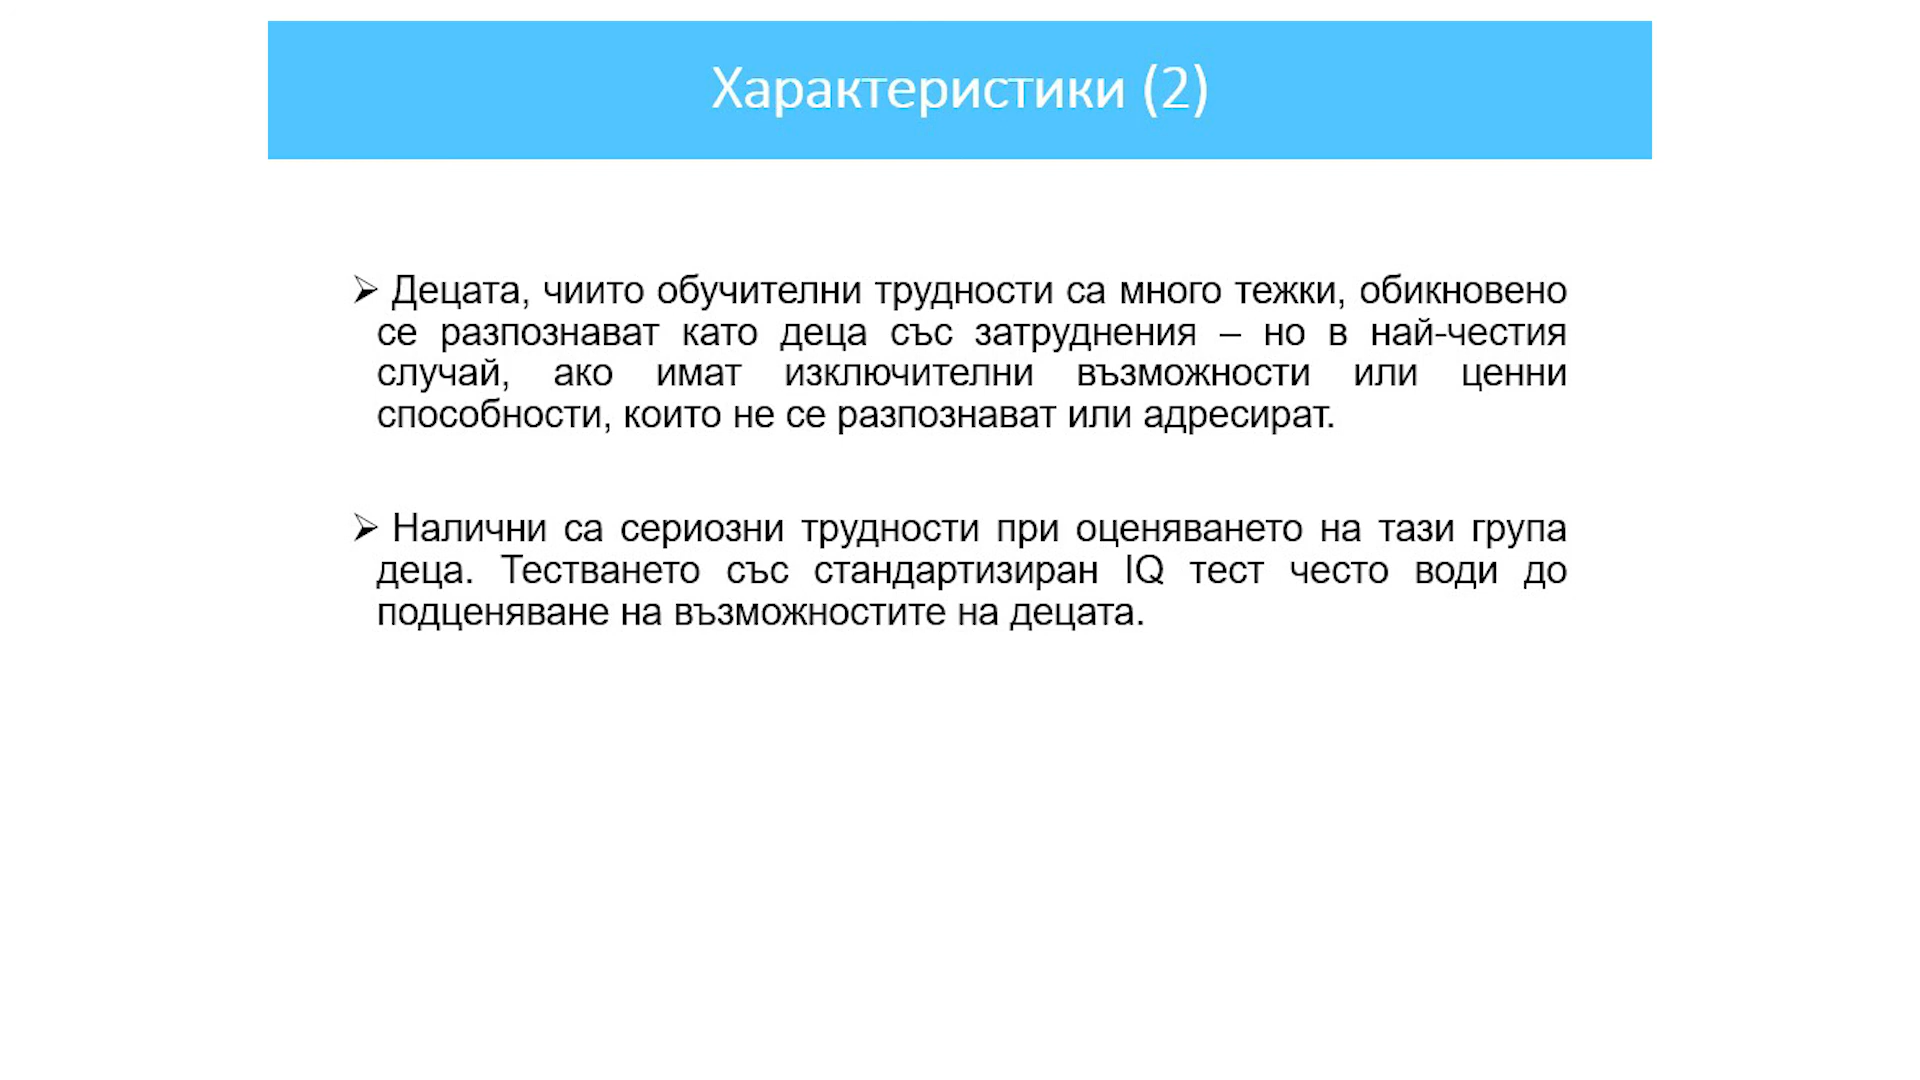 Характеристики (2)
➢ Децата, чиито обучителни трудности са много тежки, обикновено
се разпознават като деца със затруднения – но в най-честия
случай, ако имат изключителни възможности или ценни
способности, които не се разпознават или адресират.
➢ Налични са сериозни трудности при оценяването на тази група
деца. Тестването със стандартизиран IQ тест често води до
подценяване на възможностите на децата.